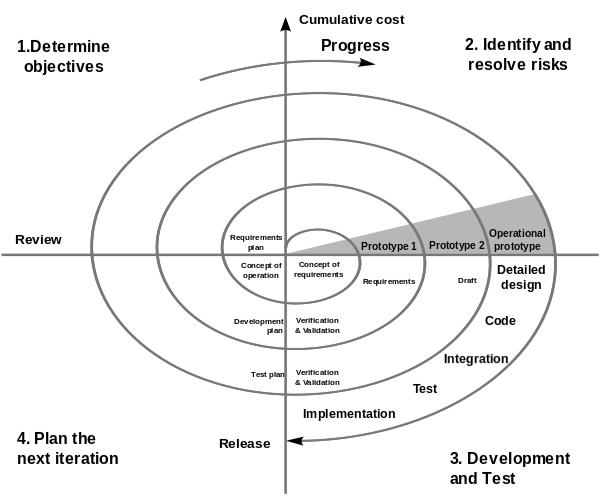 Cumulative cost
1.Determine
objectives
Progress
2. Identify and
resolve risks
Review
Requirements
plan
Prototype 1
Prototype 2
Operational
prototype
Concept of
operation
Concept of
requirements
Requirements
Draft
Detailed
design
Development
plan
Verification
& Validation
Code
Test plan
Verification
& Validation
Integration
Test
Implementation
Release
4. Plan the
next iteration
3. Development
and Test